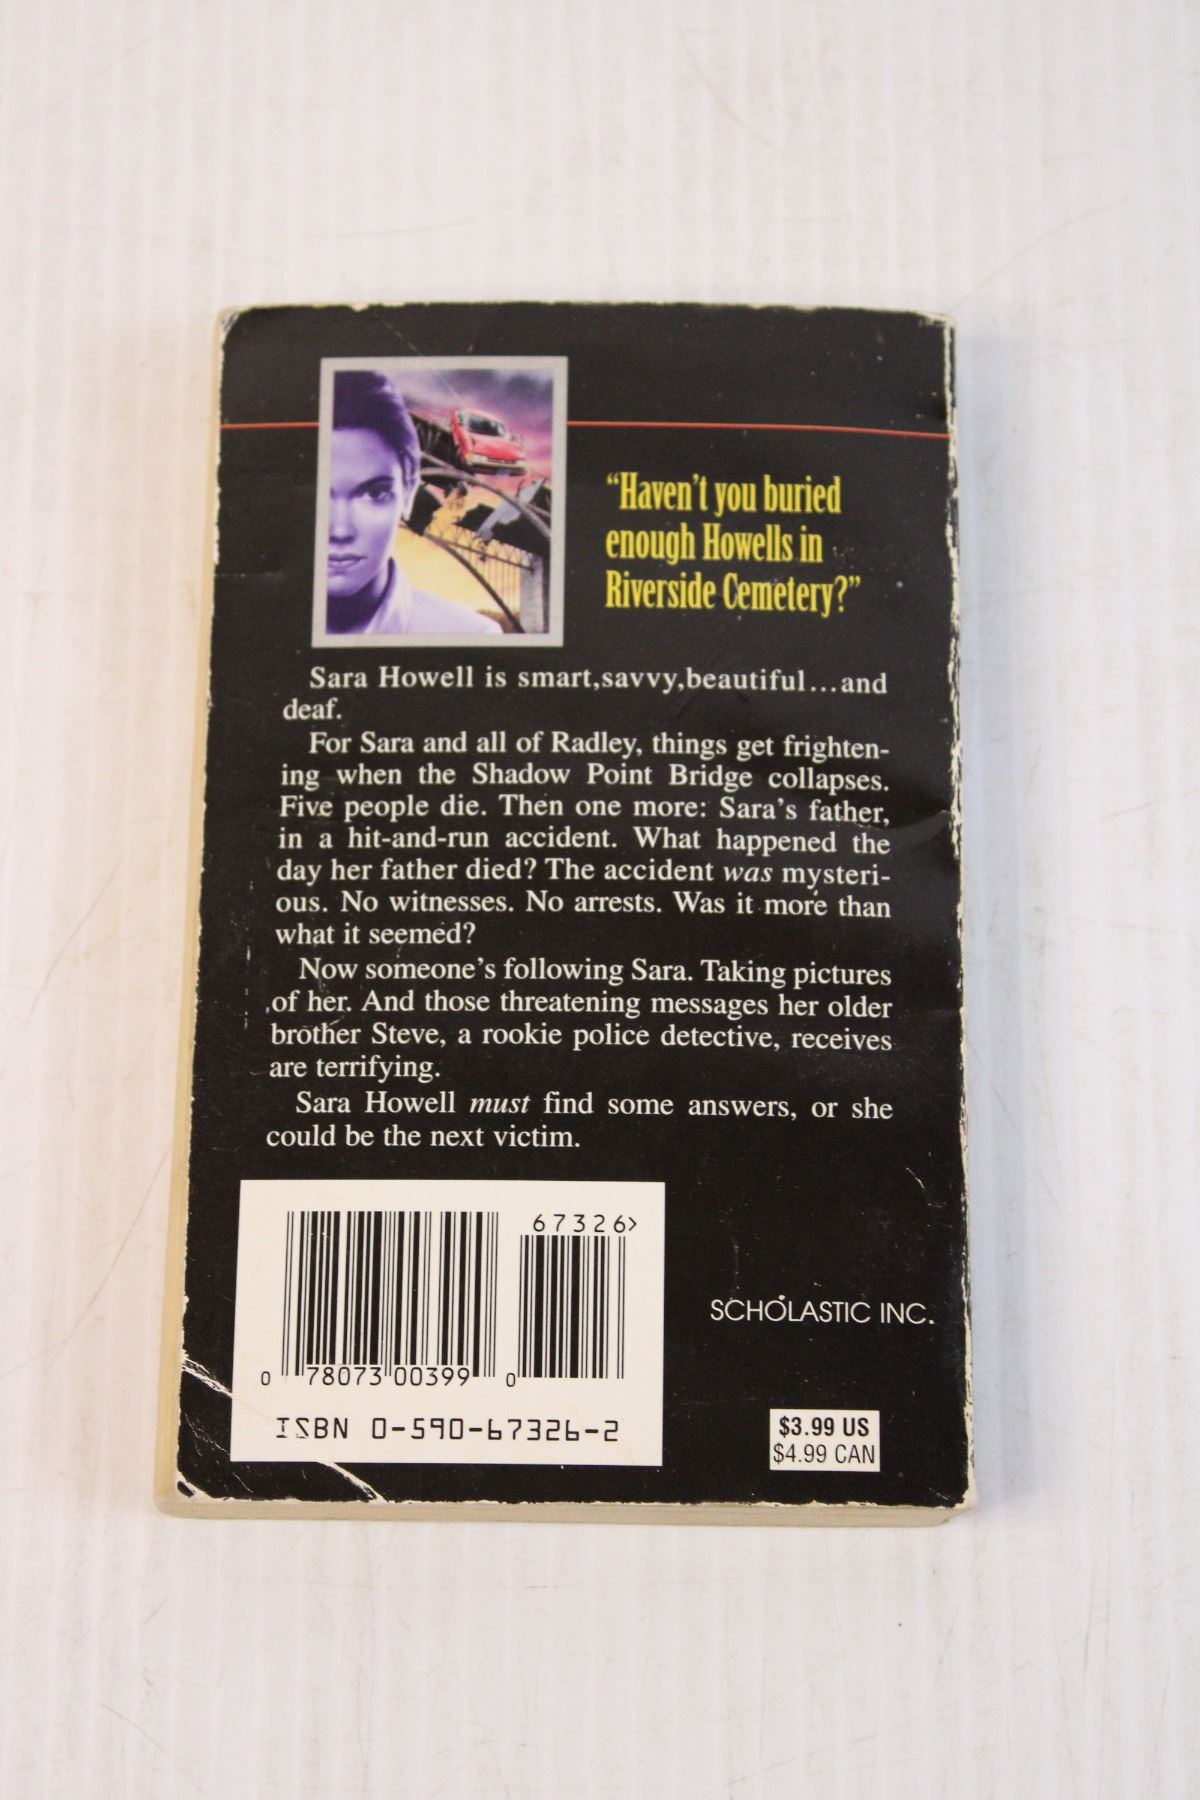 “Haven’t you buried
enough Howells in
Riverside Cemetery?”
Sara Howell is smart,savvy,beautiful...and
deaf.
For Sara and all of Radley, things get frighten-
ing when the Shadow Point Bridge collapses.
Five people die. Then one more: Sara’s father,
in a hit-and-run accident. What happened the
day her father died? The accident was mysteri-
ous. No witnesses. No arrests. Was it more than
what it seemed?
Now someone’s following Sara. Taking pictures
of her. And those threatening messages her older
brother Steve, a rookie police detective, receives
are terrifying.
Sara Howell must find some answers, or she
could be the next victim.
67326>
0 78073 00399 0
ISBN 0-590-67326-2
SCHOLASTIC INC.
$3.99 US
$4.99 CAN